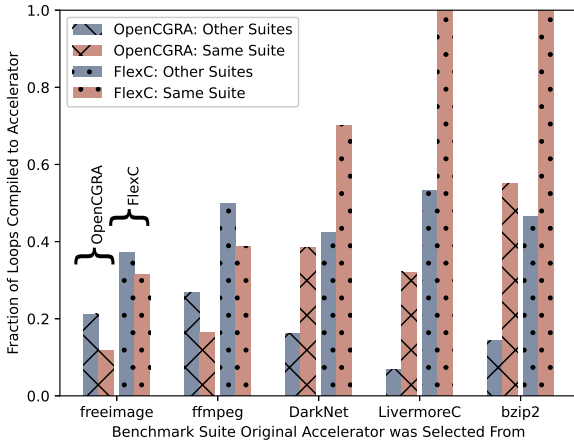 OpenCGRA: Other Suites
OpenCGRA: Same Suite
FlexC: Other Suites
FlexC: Same Suite
Fraction of Loops Compiled to Accelerator
1.0
0.8
0.6
0.4
0.2
0.0
OpenCGRA
FlexC
freeimage
ffmpeg
DarkNet
LivermoreC
bzip2
Benchmark Suite Original Accelerator was Selected From